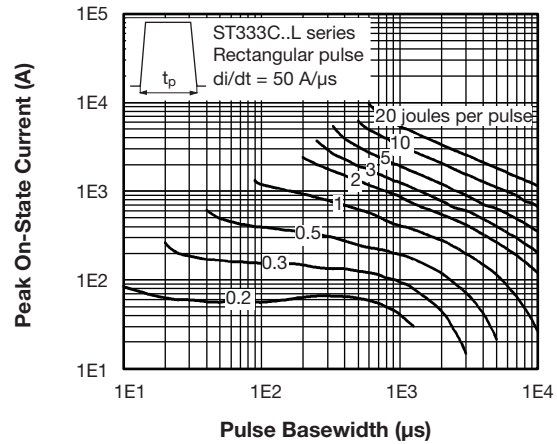 1E5
ST333C..L series
Rectangular pulse
tp
di/dt = 50 A/µs
1E4
20 joules per pulse
10
5
3
2
1E3
1
0.5
0.3
1E2
0.2
1E1
1E1
1E2
1E3
1E4
Peak On-State Current (A)
Pulse Basewidth (µs)